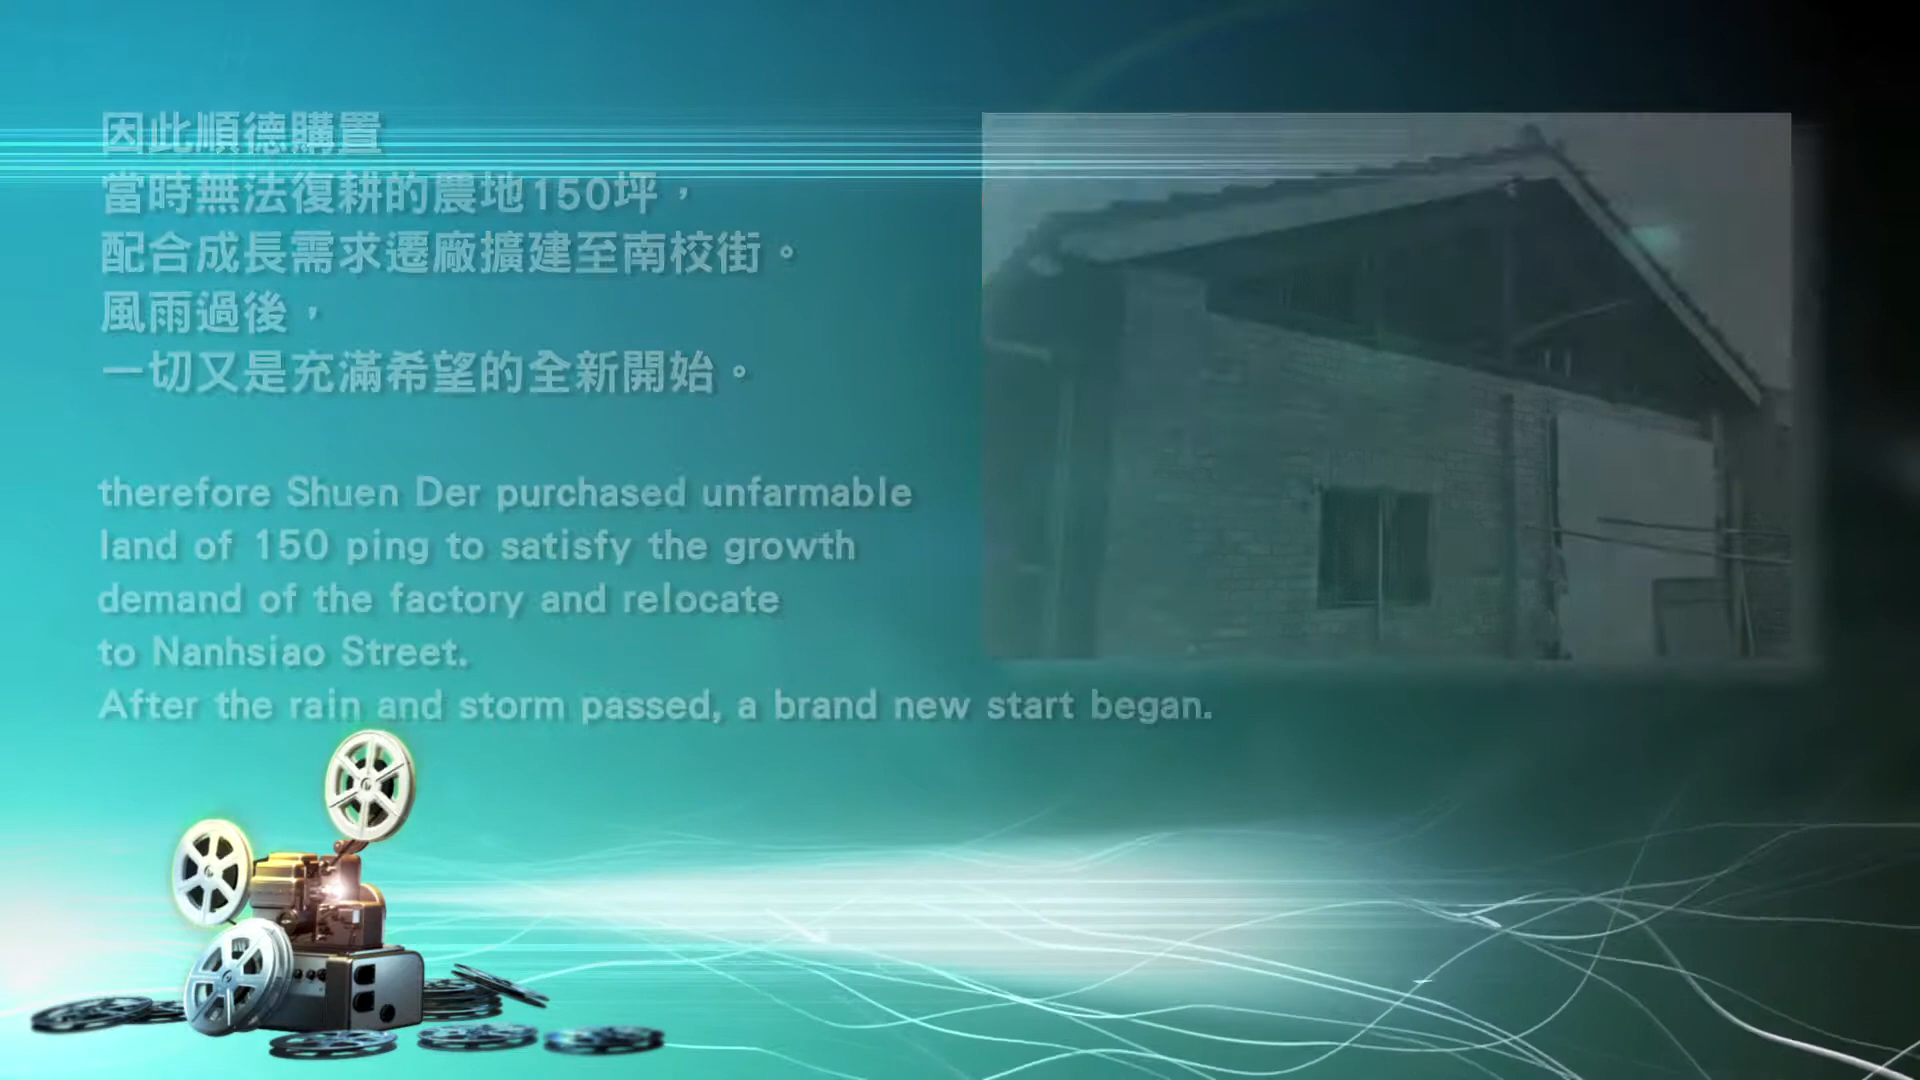 因此順德購置
當時無法復耕的農地150坪，
配合成長需求遷廠擴建至南校街。
風雨過後，
一切又是充滿希望的全新開始。
therefore Shuen Der purchased unfarmable
land of 150 ping to satisfy the growth
demand of the factory and relocate
to Nanhsiao Street.
After the rain and storm passed, a brand new start began.